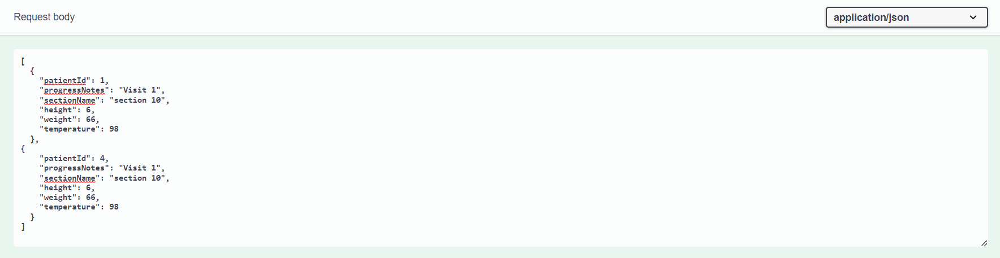 Request body
application/json
[
  {
    "patientId": 1,
    "progressNotes": "Visit 1",
    "sectionName": "section 10",
    "height": 6,
    "weight": 66,
    "temperature": 98
  },
{
    "patientId": 4,
    "progressNotes": "Visit 1",
    "sectionName": "section 10",
    "height": 6,
    "weight": 66,
    "temperature": 98
  }
]